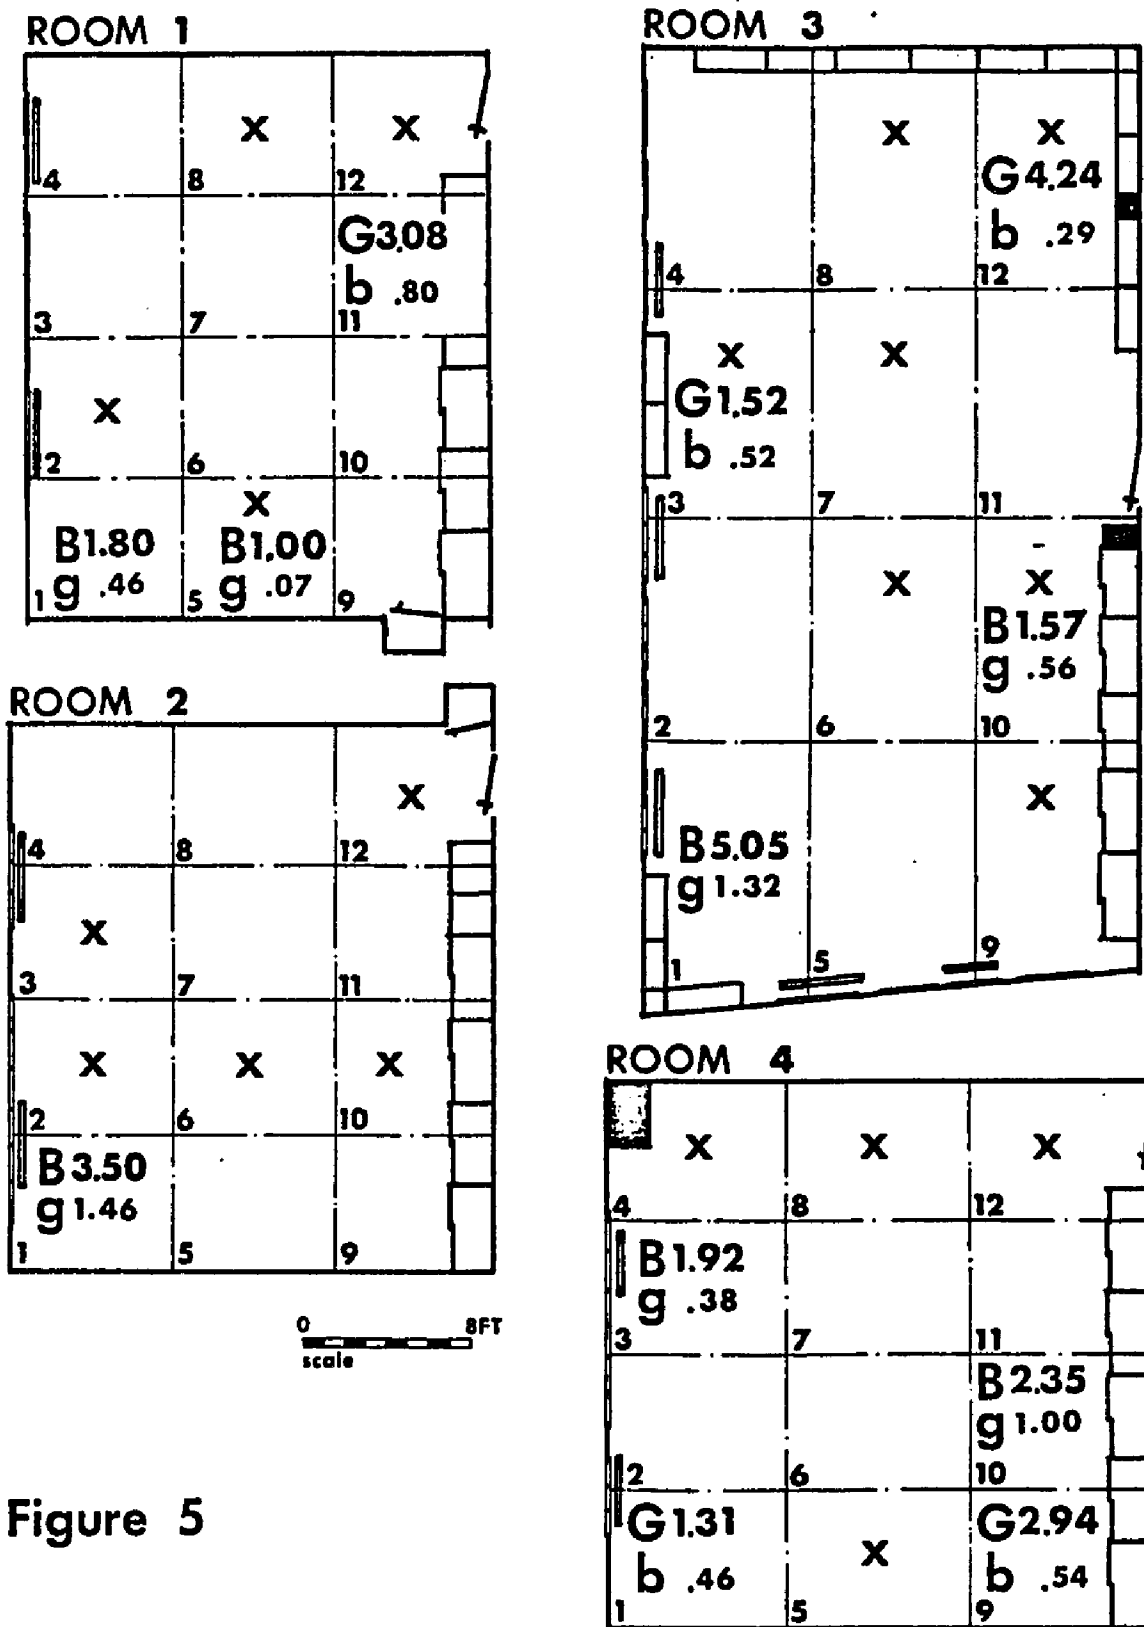 ROOM 1
X X
4 8 12
G3.08
b .80
3 7 11
X
2 6 10
X
B1.80 B1.00
g .46 g .07
1 5 9
ROOM 2
X
4 8 12
X
3 7 11
X X X
2 6 10
B3.50
g1.46
1 5 9
0 8FT
scale
Figure 5
ROOM 3
X X
G4.24
b .29
4 8 12
X X
G1.52
b .52
3 7 11
X X
B1.57
g .56
2 6 10
X
B5.05
g1.32
1 5 9
ROOM 4
X X X
4 8 12
B1.92
g .38
3 7 11
B2.35
g1.00
2 6 10
G1.31 G2.94
X
b .46 b .54
1 5 9